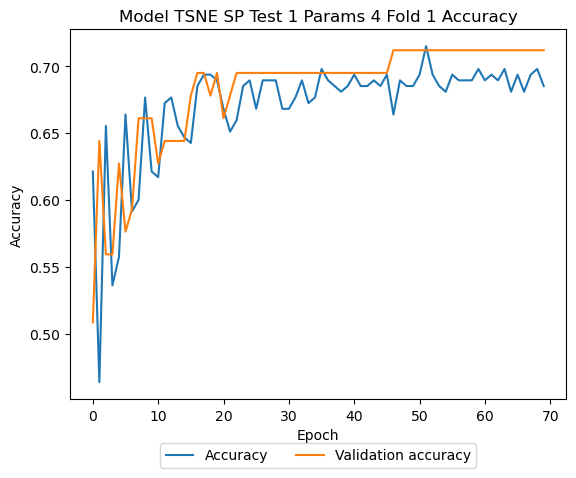 Model TSNE SP Test 1 Params 4 Fold 1 Accuracy
Accuracy
0.70
0.65
0.60
0.55
0.50
0 10 20 30 40 50 60 70
Epoch
Accuracy Validation accuracy